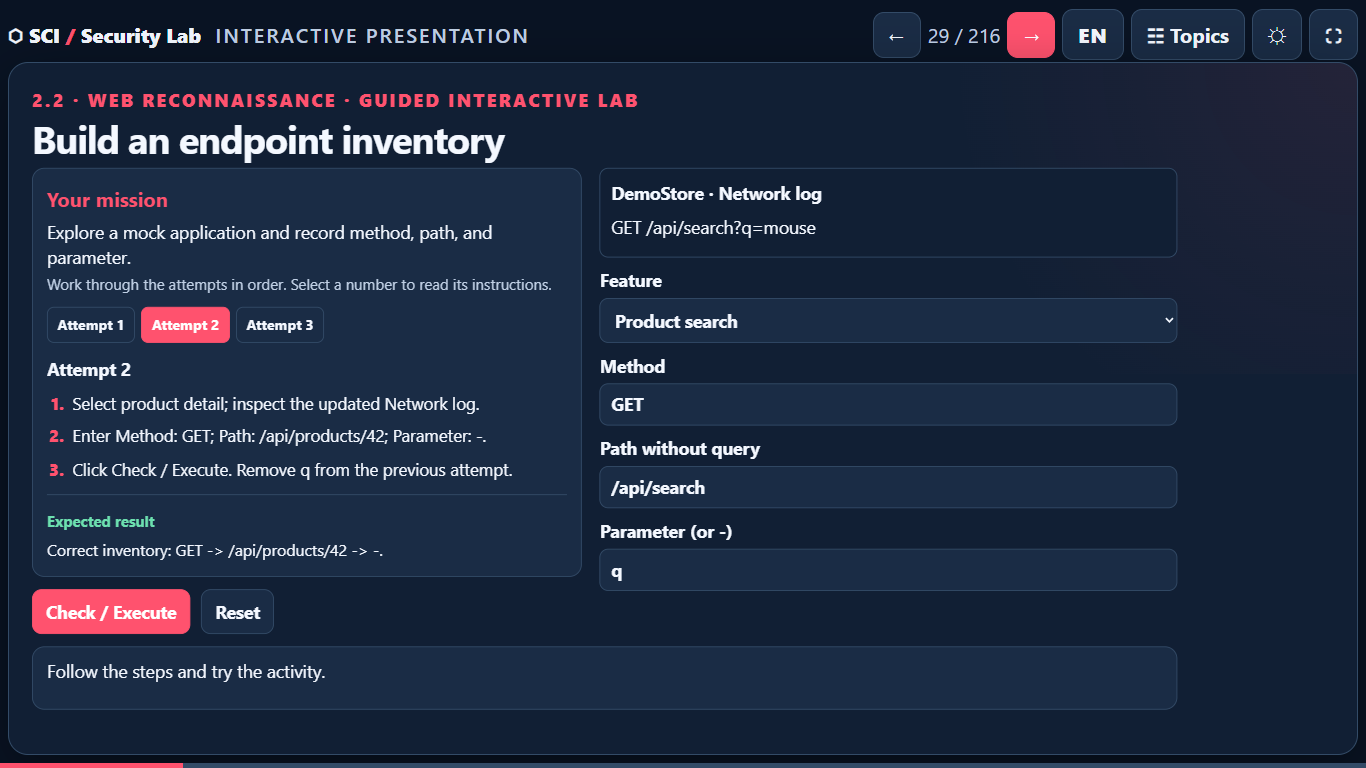 SCI / Security Lab INTERACTIVE PRESENTATION
← 29 / 216 → EN ☷ Topics
2.2 · WEB RECONNAISSANCE · GUIDED INTERACTIVE LAB
Build an endpoint inventory
Your mission
Explore a mock application and record method, path, and
parameter.
Work through the attempts in order. Select a number to read its instructions.
Attempt 1 Attempt 2 Attempt 3
Attempt 2
1. Select product detail; inspect the updated Network log.
2. Enter Method: GET; Path: /api/products/42; Parameter: -.
3. Click Check / Execute. Remove q from the previous attempt.
Expected result
Correct inventory: GET -> /api/products/42 -> -.
Check / Execute Reset
DemoStore · Network log
GET /api/search?q=mouse
Feature
Product search
Method
GET
Path without query
/api/search
Parameter (or -)
q
Follow the steps and try the activity.